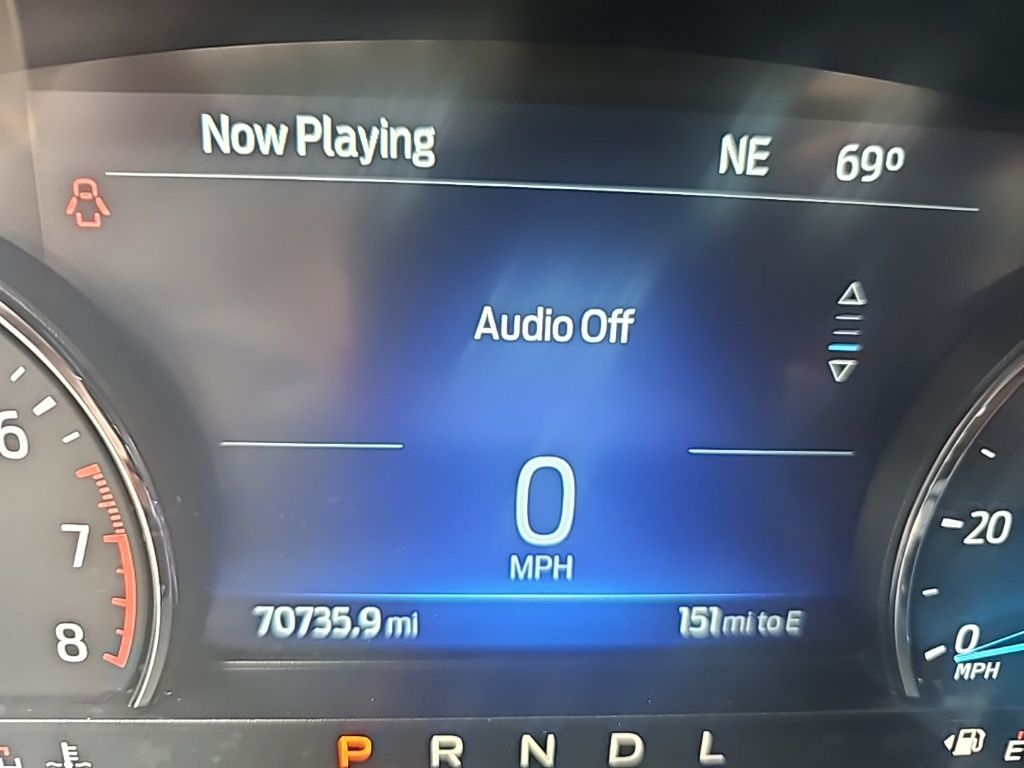 Now Playing NE 69º
Audio Off
6
7
8
0
MPH
20
0
MPH
70735.9 mi 151 mi to E
P R N D L
E